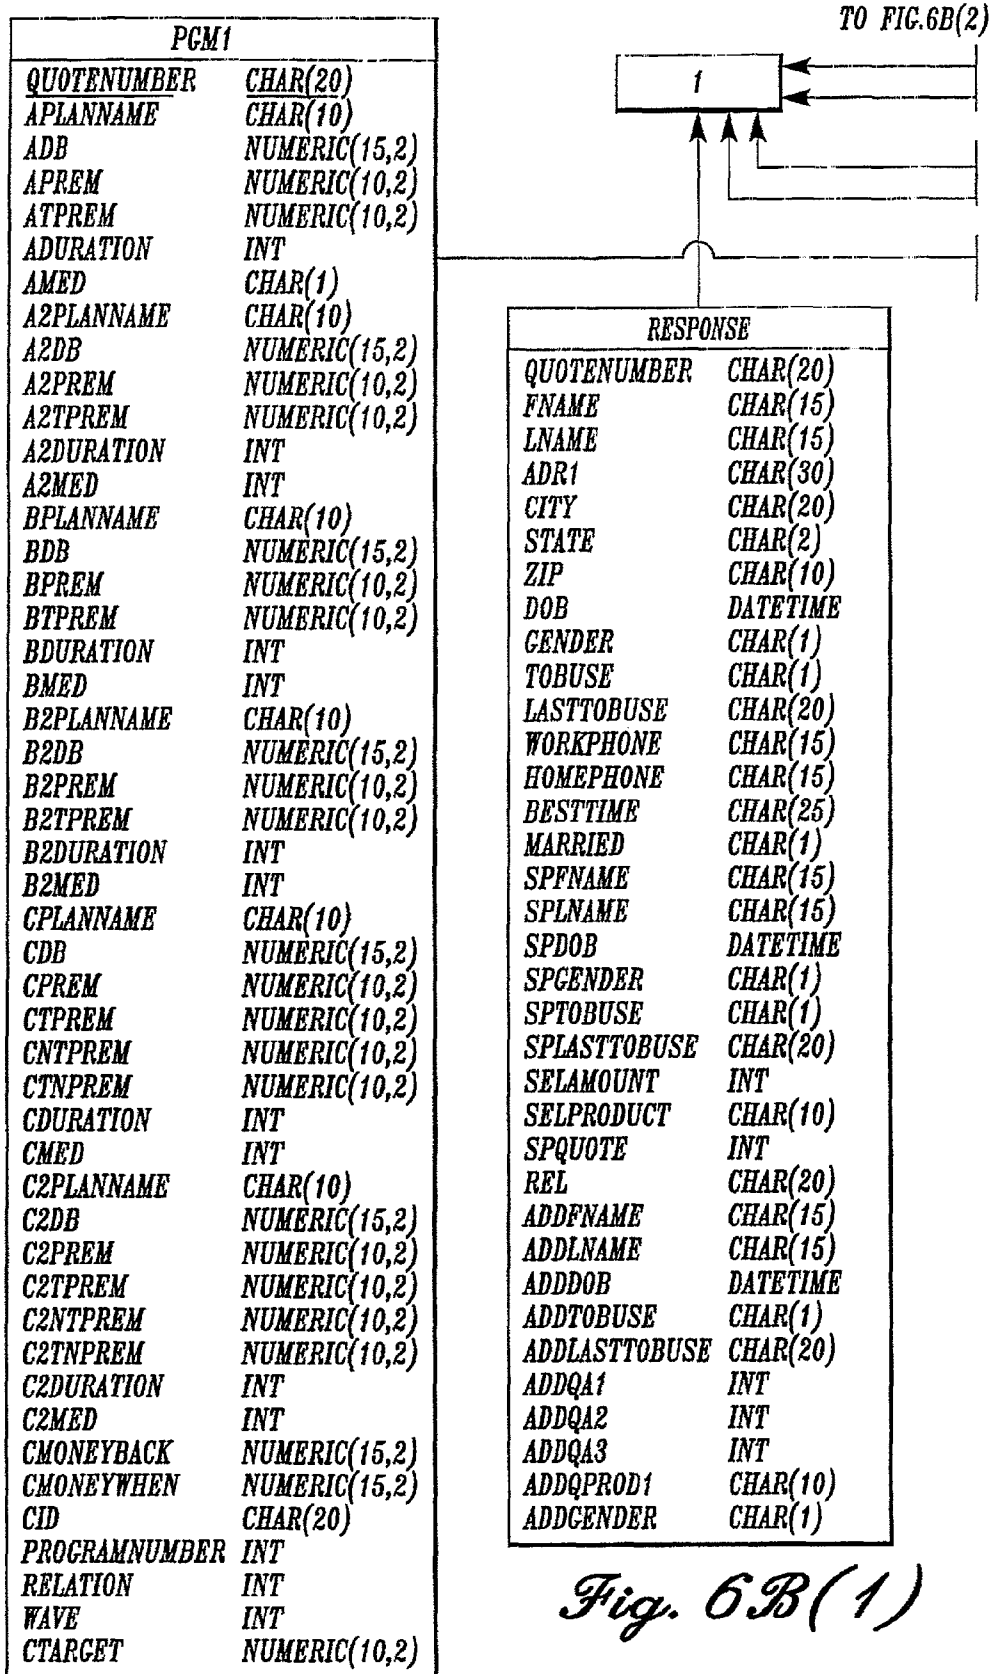 TO FIG.6B(2)
PGM1
QUOTENUMBER CHAR(20)
APLANNAME CHAR(10)
ADB NUMERIC(15,2)
APREM NUMERIC(10,2)
ATPREM NUMERIC(10,2)
ADURATION INT
AMED CHAR(1)
A2PLANNAME CHAR(10)
A2DB NUMERIC(15,2)
A2PREM NUMERIC(10,2)
A2TPREM NUMERIC(10,2)
A2DURATION INT
A2MED INT
BPLANNAME CHAR(10)
BDB NUMERIC(15,2)
BPREM NUMERIC(10,2)
BTPREM NUMERIC(10,2)
BDURATION INT
BMED INT
B2PLANNAME CHAR(10)
B2DB NUMERIC(15,2)
B2PREM NUMERIC(10,2)
B2TPREM NUMERIC(10,2)
B2DURATION INT
B2MED INT
CPLANNAME CHAR(10)
CDB NUMERIC(15,2)
CPREM NUMERIC(10,2)
CTPREM NUMERIC(10,2)
CNTPREM NUMERIC(10,2)
CTNPREM NUMERIC(10,2)
CDURATION INT
CMED INT
C2PLANNAME CHAR(10)
C2DB NUMERIC(15,2)
C2PREM NUMERIC(10,2)
C2TPREM NUMERIC(10,2)
C2NTPREM NUMERIC(10,2)
C2TNPREM NUMERIC(10,2)
C2DURATION INT
C2MED INT
CMONEYBACK NUMERIC(15,2)
CMONEYWHEN NUMERIC(15,2)
CID CHAR(20)
PROGRAMNUMBER INT
RELATION INT
WAVE INT
CTARGET NUMERIC(10,2)
1
RESPONSE
QUOTENUMBER CHAR(20)
FNAME CHAR(15)
LNAME CHAR(15)
ADR1 CHAR(30)
CITY CHAR(20)
STATE CHAR(2)
ZIP CHAR(10)
DOB DATETIME
GENDER CHAR(1)
TOBUSE CHAR(1)
LASTTOBUSE CHAR(20)
WORKPHONE CHAR(15)
HOMEPHONE CHAR(15)
BESTTIME CHAR(25)
MARRIED CHAR(1)
SPFNAME CHAR(15)
SPLNAME CHAR(15)
SPDOB DATETIME
SPGENDER CHAR(1)
SPTOBUSE CHAR(1)
SPLASTTOBUSE CHAR(20)
SELAMOUNT INT
SELPRODUCT CHAR(10)
SPQUOTE INT
REL CHAR(20)
ADDFNAME CHAR(15)
ADDLNAME CHAR(15)
ADDDOB DATETIME
ADDTOBUSE CHAR(1)
ADDLASTTOBUSE CHAR(20)
ADDQA1 INT
ADDQA2 INT
ADDQA3 INT
ADDQPROD1 CHAR(10)
ADDGENDER CHAR(1)
Fig. 6B(1)